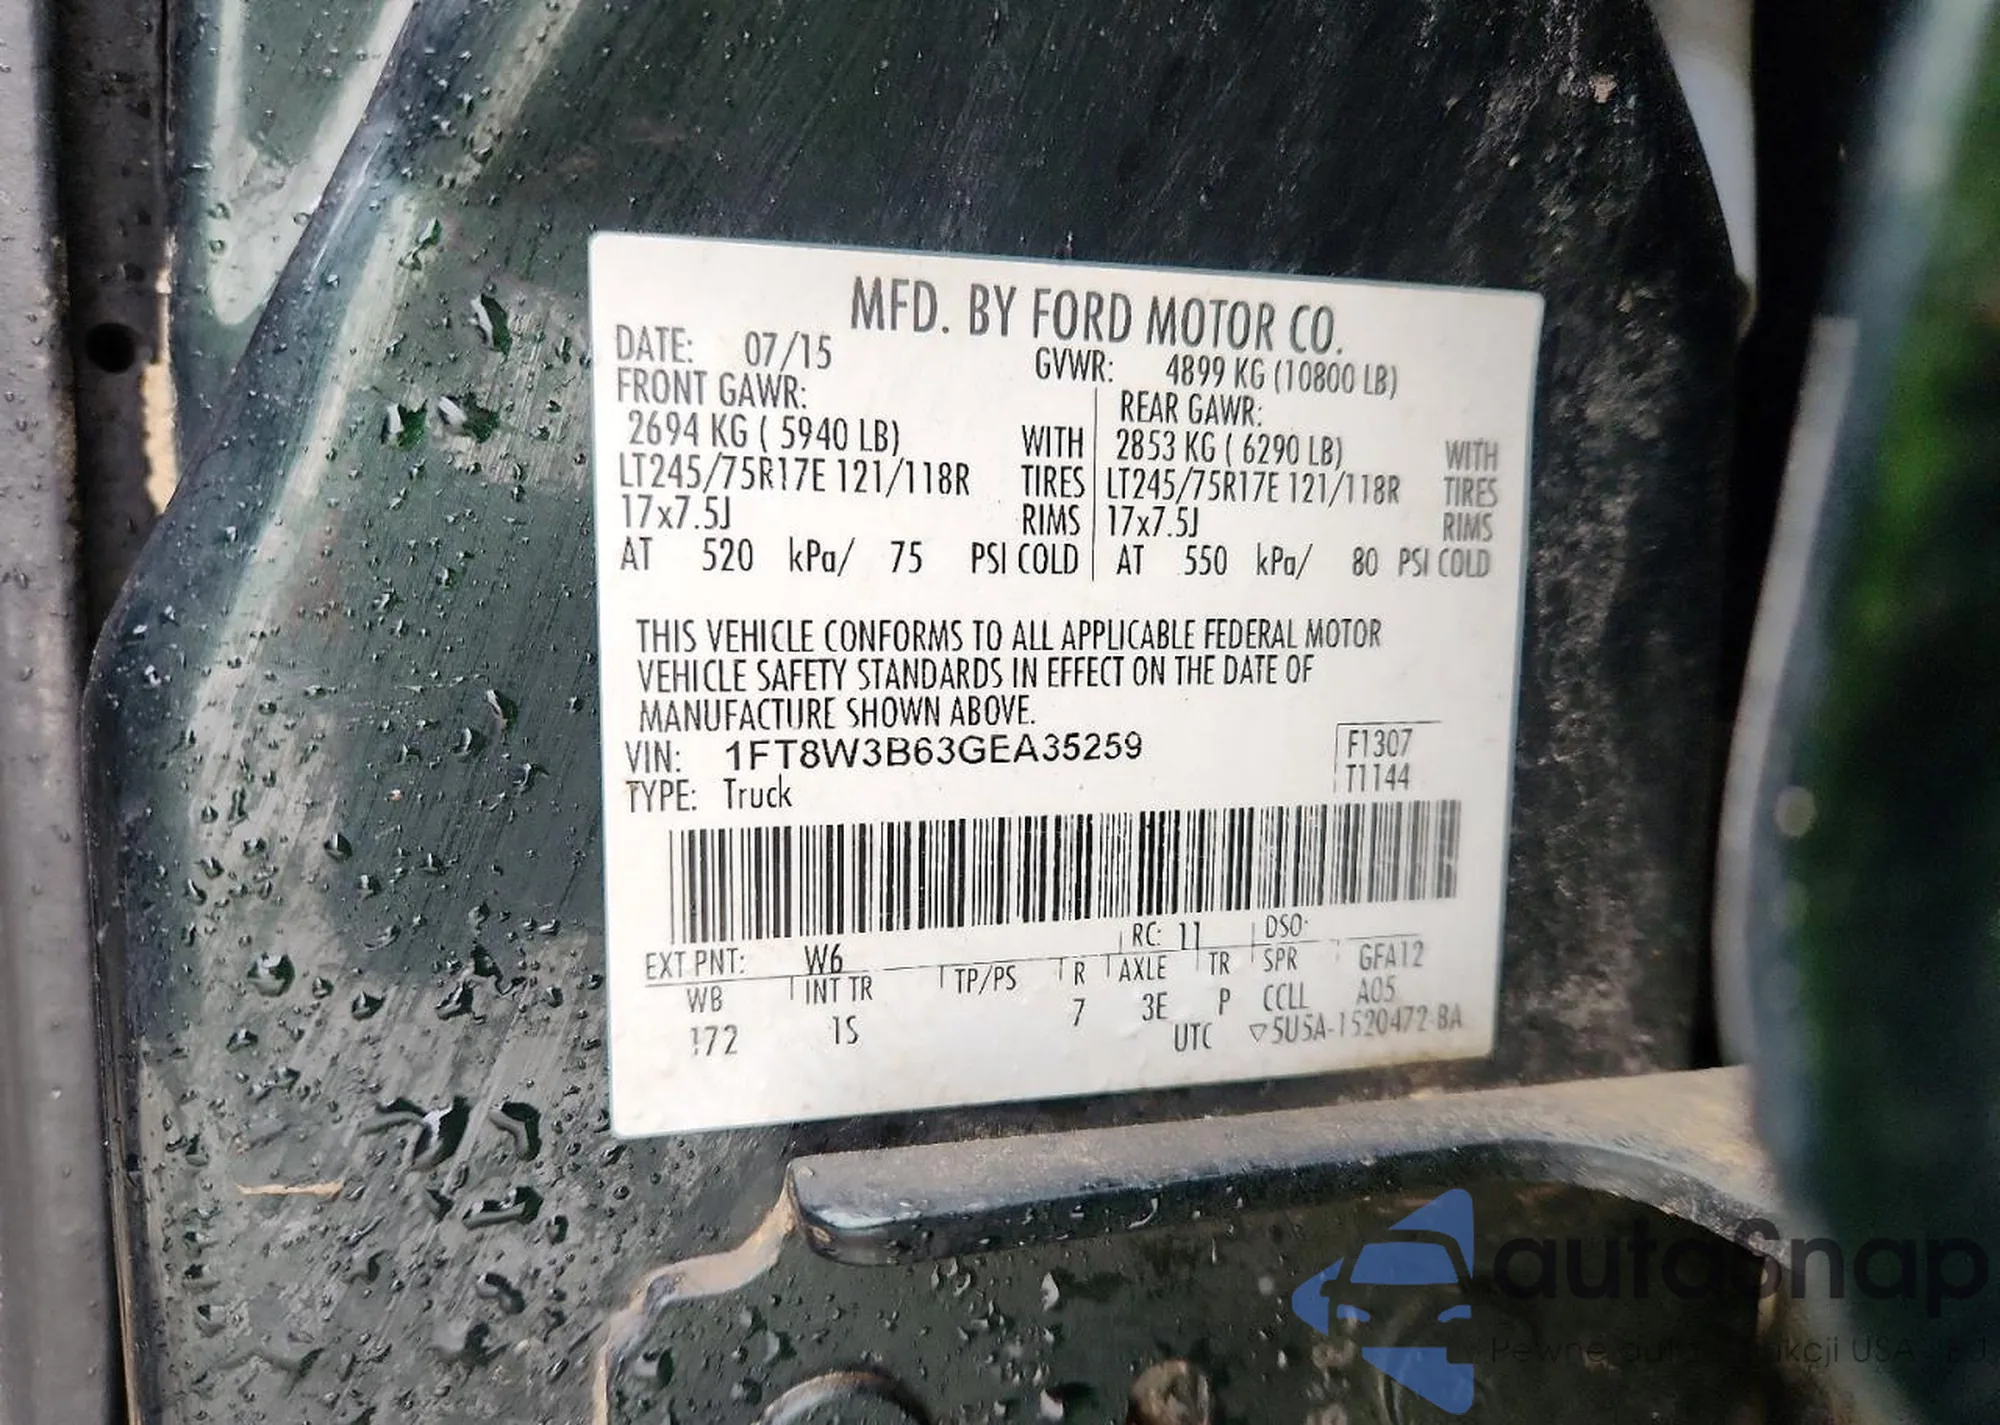 MFD. BY FORD MOTOR CO.
DATE: 07/15 GVWR: 4899 KG (10800 LB)
FRONT GAWR: REAR GAWR:
2694 KG ( 5940 LB) WITH 2853 KG ( 6290 LB) WITH
LT245/75R17E 121/118R TIRES LT245/75R17E 121/118R TIRES
17x7.5J RIMS 17x7.5J RIMS
AT 520 kPa/ 75 PSI COLD AT 550 kPa/ 80 PSI COLD
THIS VEHICLE CONFORMS TO ALL APPLICABLE FEDERAL MOTOR
VEHICLE SAFETY STANDARDS IN EFFECT ON THE DATE OF
MANUFACTURE SHOWN ABOVE.
VIN: 1FT8W3B63GEA35259 F1307
TYPE: Truck T1144
EXT PNT: W6 RC: 11 DSO:
WB INT TR TP/PS R AXLE TR SPR GFA12
172 1S 7 3E P CCLL A05
UTC ▽5U5A-1520472-BA
autaSnap
Pewne auta USA